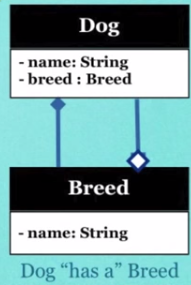 Dog
- name: String
- breed : Breed
Breed
- name: String
Dog “has a” Breed